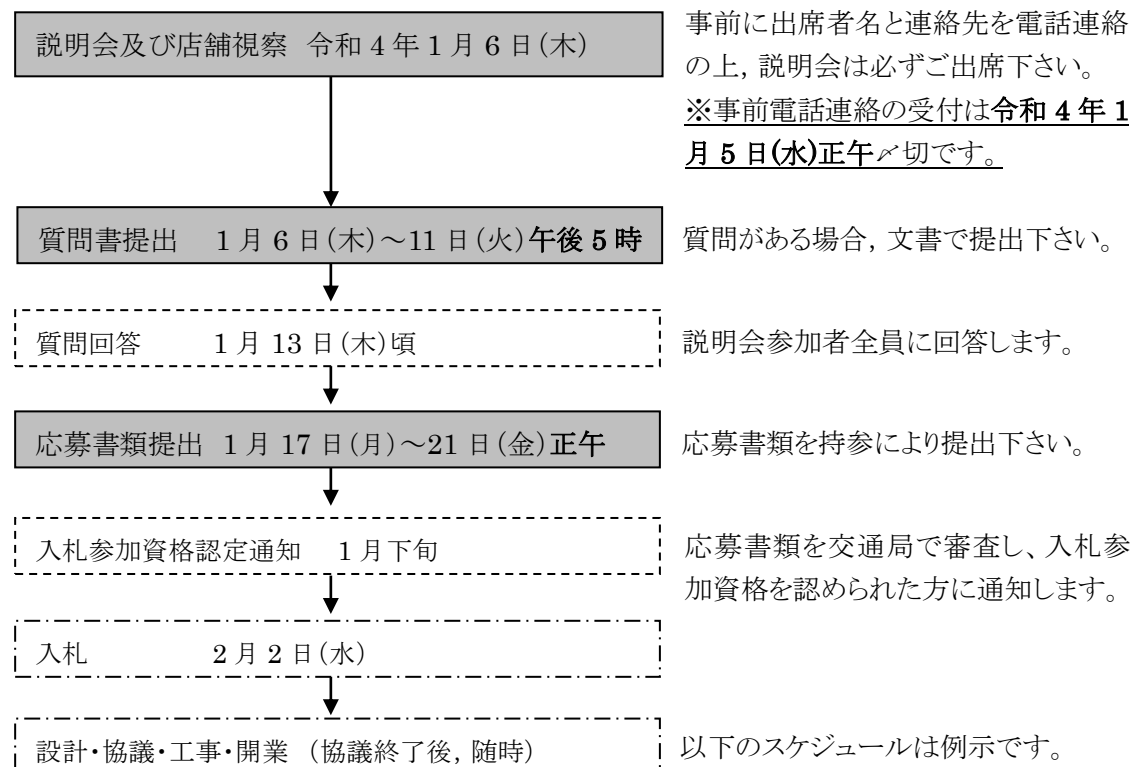 説明会及び店舗視察 令和 4 年 1 月 6 日(木)
事前に出席者名と連絡先を電話連絡
の上,説明会は必ずご出席下さい。
※事前電話連絡の受付は令和 4 年 1
月 5 日(水)正午〆切です。
質問書提出 1 月 6 日(木)~11 日(火)午後 5 時
質問がある場合,文書で提出下さい。
質問回答 1 月 13 日(木)頃
説明会参加者全員に回答します。
応募書類提出 1 月 17 日(月)~21 日(金)正午
応募書類を持参により提出下さい。
入札参加資格認定通知 1 月下旬
応募書類を交通局で審査し、入札参
加資格を認められた方に通知します。
入札 2 月 2 日(水)
設計・協議・工事・開業 (協議終了後,随時)
以下のスケジュールは例示です。